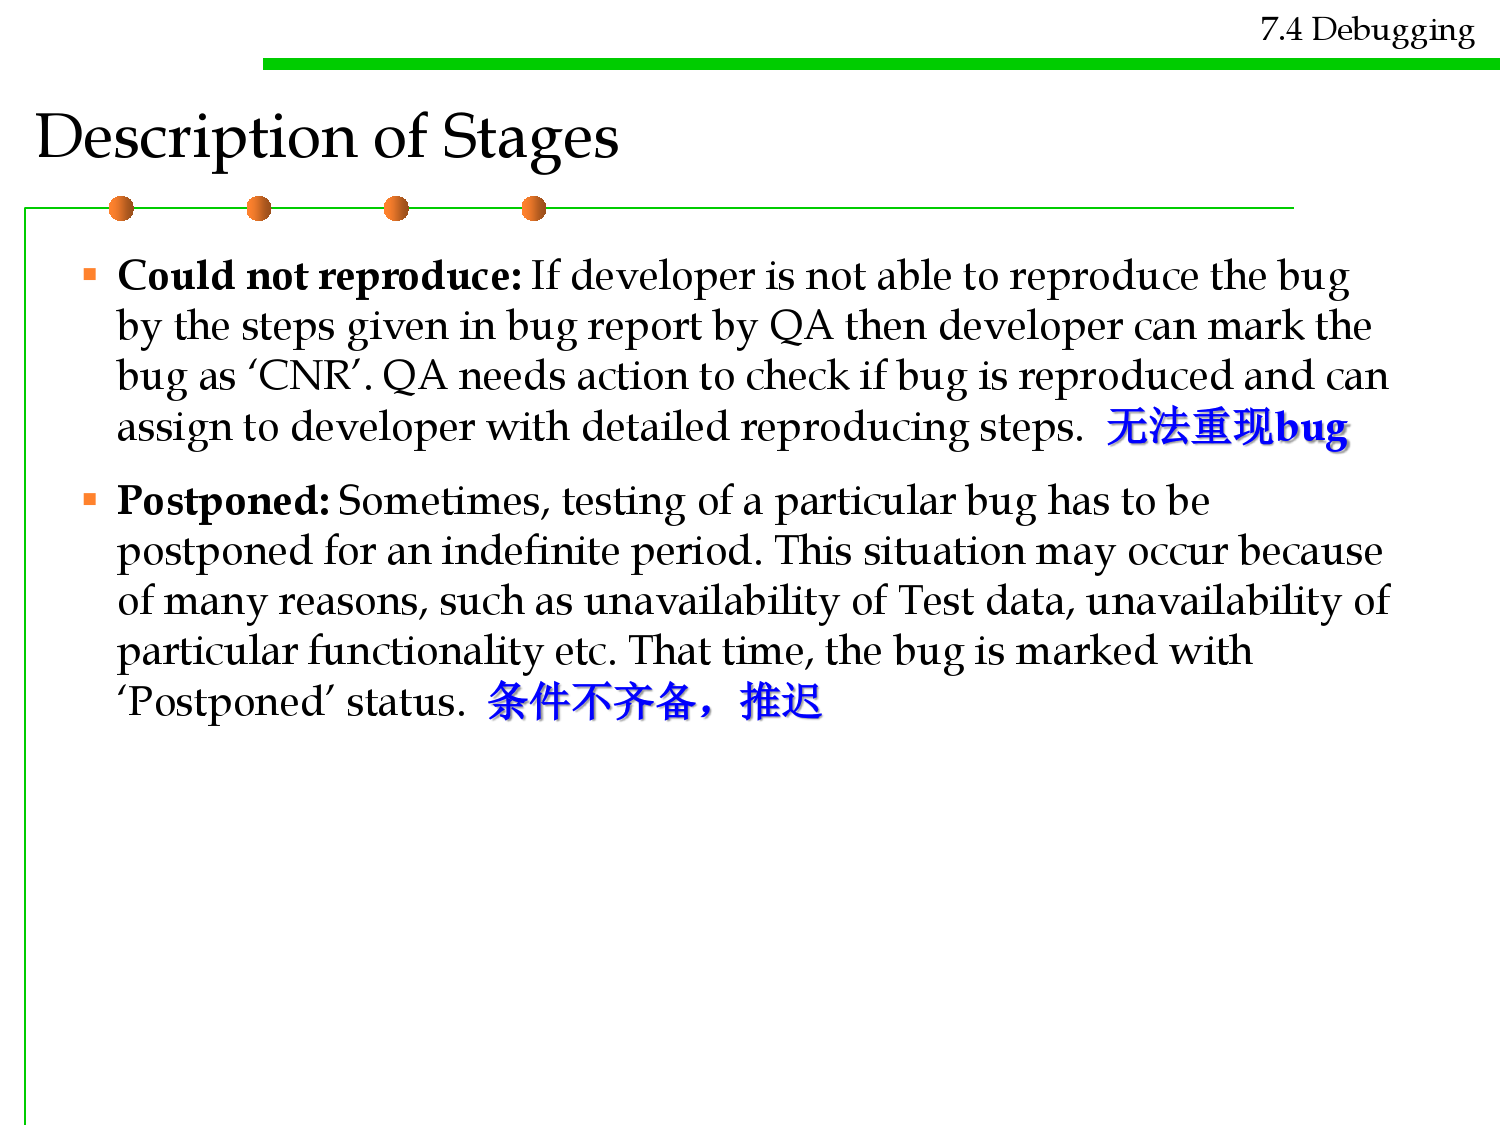 7.4 Debugging
Description of Stages
Could not reproduce: If developer is not able to reproduce the bug
by the steps given in bug report by QA then developer can mark the
bug as ‘CNR’. QA needs action to check if bug is reproduced and can
assign to developer with detailed reproducing steps. 无法重现bug
Postponed: Sometimes, testing of a particular bug has to be
postponed for an indefinite period. This situation may occur because
of many reasons, such as unavailability of Test data, unavailability of
particular functionality etc. That time, the bug is marked with
‘Postponed’ status. 条件不齐备，推迟